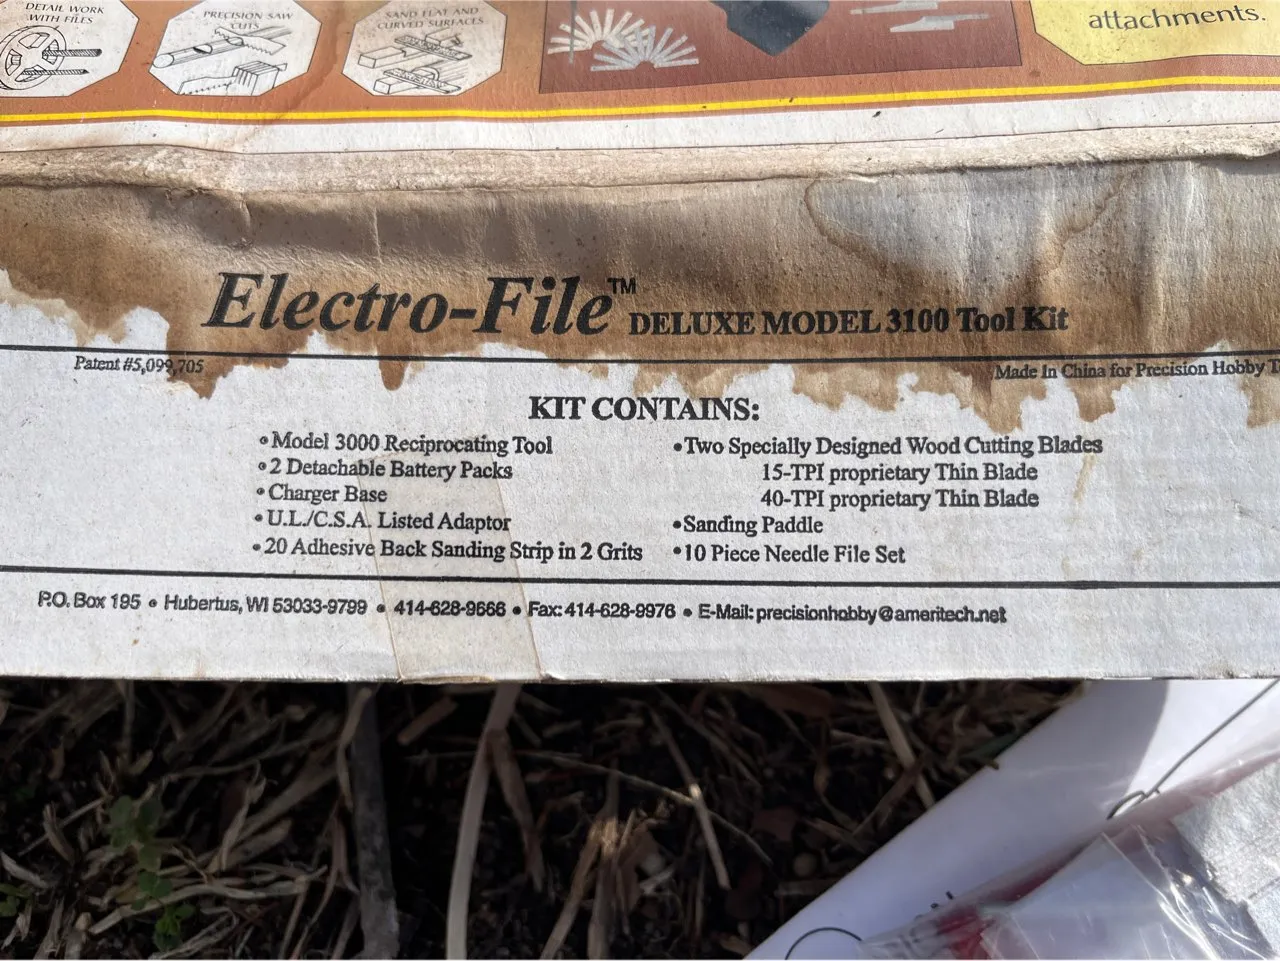 DETAIL WORK
WITH FILES
PRECISION SAW
CUTS
SAND FLAT AND
CURVED SURFACES
attachments.
Electro-File™ DELUXE MODEL 3100 Tool Kit
Patent #5,099,705
Made In China for Precision Hobby T
KIT CONTAINS:
•Model 3000 Reciprocating Tool
•2 Detachable Battery Packs
•Charger Base
•U.L./C.S.A. Listed Adaptor
•20 Adhesive Back Sanding Strip in 2 Grits
•Two Specially Designed Wood Cutting Blades
15-TPI proprietary Thin Blade
40-TPI proprietary Thin Blade
•Sanding Paddle
•10 Piece Needle File Set
P.O. Box 195 • Hubertus, WI 53033-9799 • 414-628-9666 • Fax: 414-628-9976 • E-Mail: precisionhobby@ameritech.net